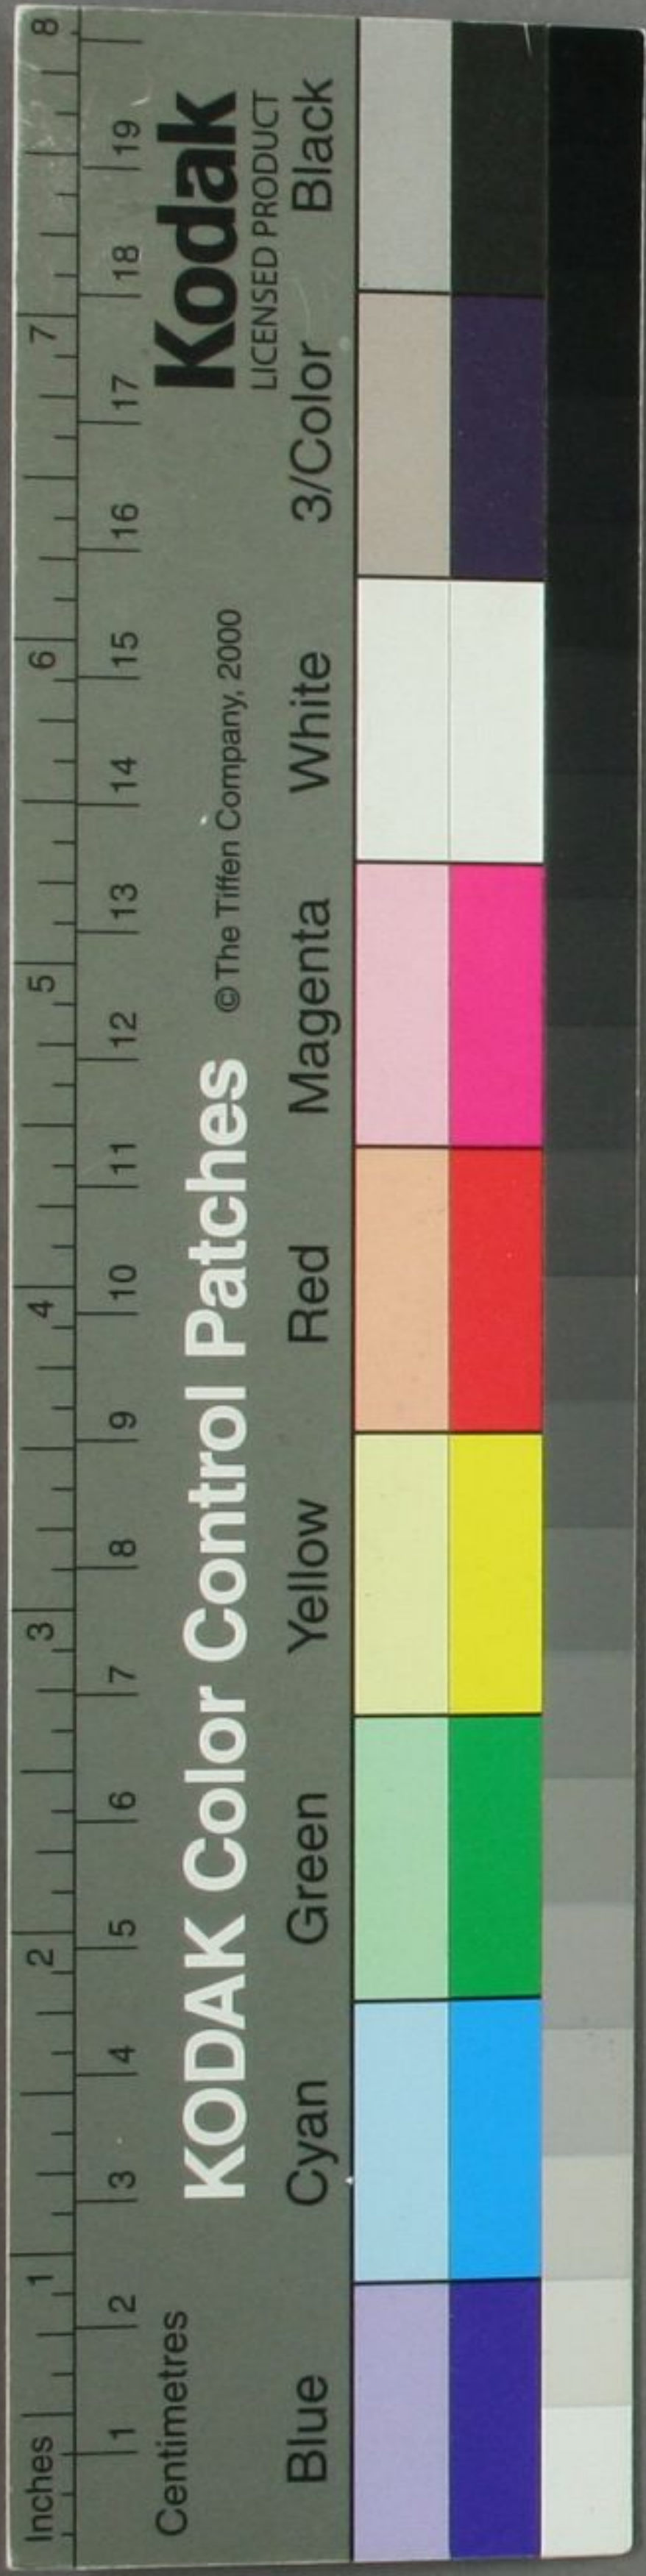 Inches 1 2 3 4 5 6 7 8
1 2 3 4 5 6 7 8 9 10 11 12 13 14 15 16 17 18 19
Centimetres
KODAK Color Control Patches © The Tiffen Company, 2000 Kodak
LICENSED PRODUCT
Blue Cyan Green Yellow Red Magenta White 3/Color Black